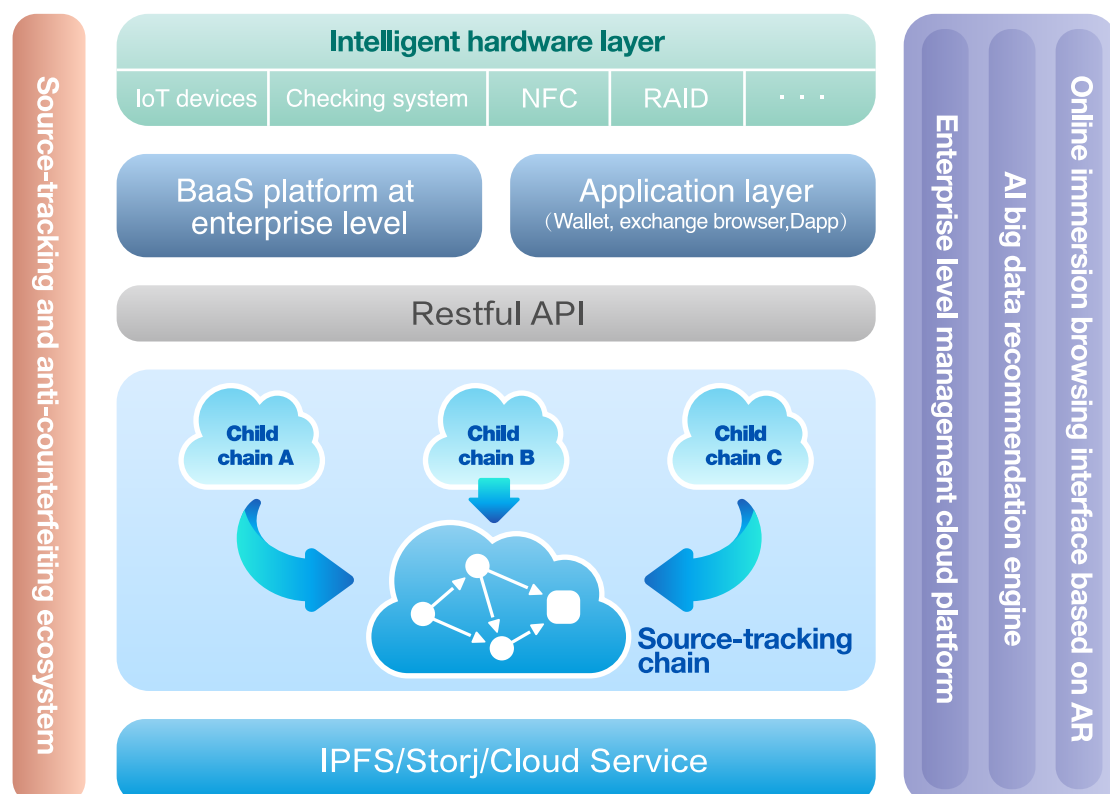 Source-tracking and anti-counterfeiting ecosystem
Intelligent hardware layer
IoT devices
Checking system
NFC
RAID
· · ·
BaaS platform at
enterprise level
Application layer
（Wallet, exchange browser,Dapp）
Restful API
Child
chain A
Child
chain B
Child
chain C
Source-tracking
chain
IPFS/Storj/Cloud Service
Enterprise level management cloud platform
AI big data recommendation engine
Online immersion browsing interface based on AR